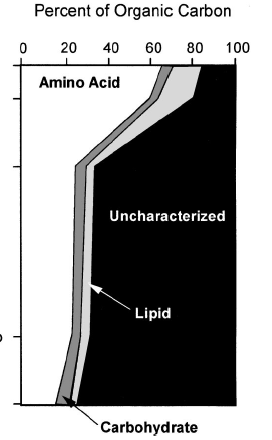 Percent of Organic Carbon
0 20 40 60 80 100
Amino Acid
Uncharacterized
Lipid
Carbohydrate